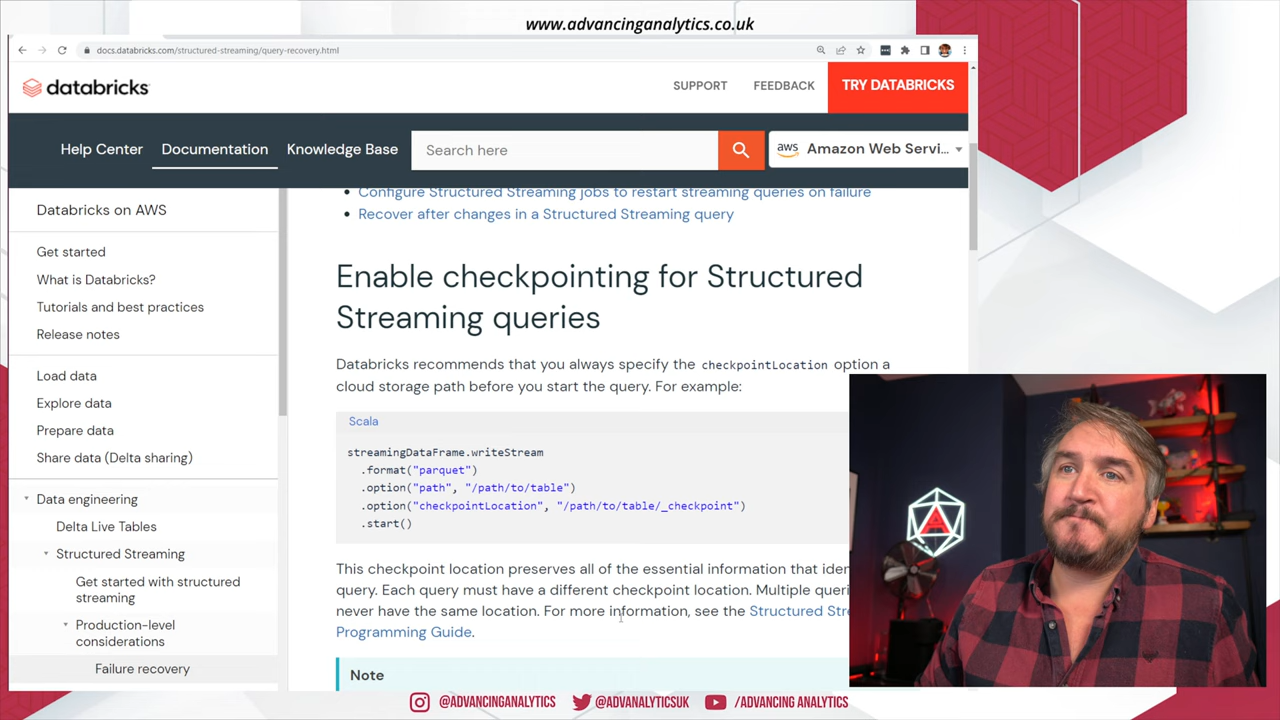 www.advancinganalytics.co.uk
docs.databricks.com/structured-streaming/query-recovery.html
databricks
SUPPORT
FEEDBACK
TRY DATABRICKS
Help Center
Documentation
Knowledge Base
Search here
aws
Amazon Web Servi...
Databricks on AWS
Get started
What is Databricks?
Tutorials and best practices
Release notes
Load data
Explore data
Prepare data
Share data (Delta sharing)
Data engineering
Delta Live Tables
Structured Streaming
Get started with structured
streaming
Production-level
considerations
Failure recovery
Configure Structured Streaming jobs to restart streaming queries on failure
Recover after changes in a Structured Streaming query
Enable checkpointing for Structured
Streaming queries
Databricks recommends that you always specify the checkpointLocation option a
cloud storage path before you start the query. For example:
Scala
streamingDataFrame.writeStream
.format("parquet")
.option("path", "/path/to/table")
.option("checkpointLocation", "/path/to/table/_checkpoint")
.start()
This checkpoint location preserves all of the essential information that iden
query. Each query must have a different checkpoint location. Multiple queri
never have the same location. For more information, see the Structured Stre
Programming Guide.
Note
@ADVANCINGANALYTICS
@ADVANALYTICSUK
/ADVANCING ANALYTICS